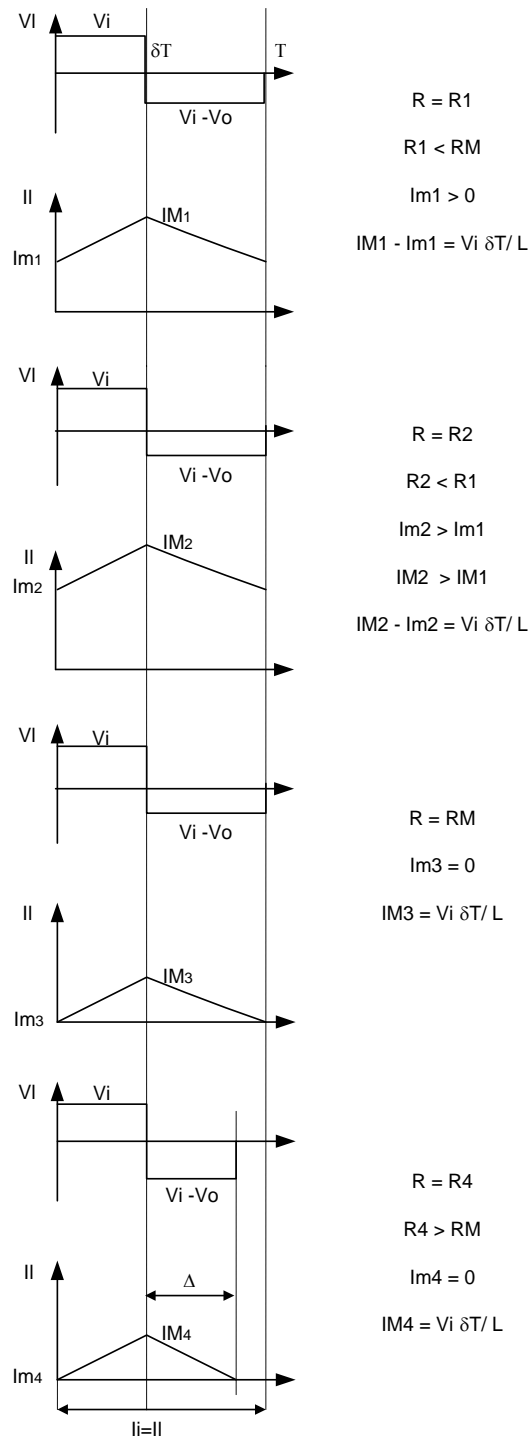 VI Vi
δT T
Vi -Vo
R = R1
R1 < RM
Im1 > 0
IM1 - Im1 = Vi δT/ L
II
IM1
Im1
VI Vi
Vi -Vo
R = R2
R2 < R1
Im2 > Im1
IM2 > IM1
IM2 - Im2 = Vi δT/ L
II
IM2
Im2
VI Vi
Vi -Vo
R = RM
Im3 = 0
IM3 = Vi δT/ L
II
IM3
Im3
VI Vi
Vi -Vo
R = R4
R4 > RM
Im4 = 0
IM4 = Vi δT/ L
II
Δ
IM4
Im4
Ii=II